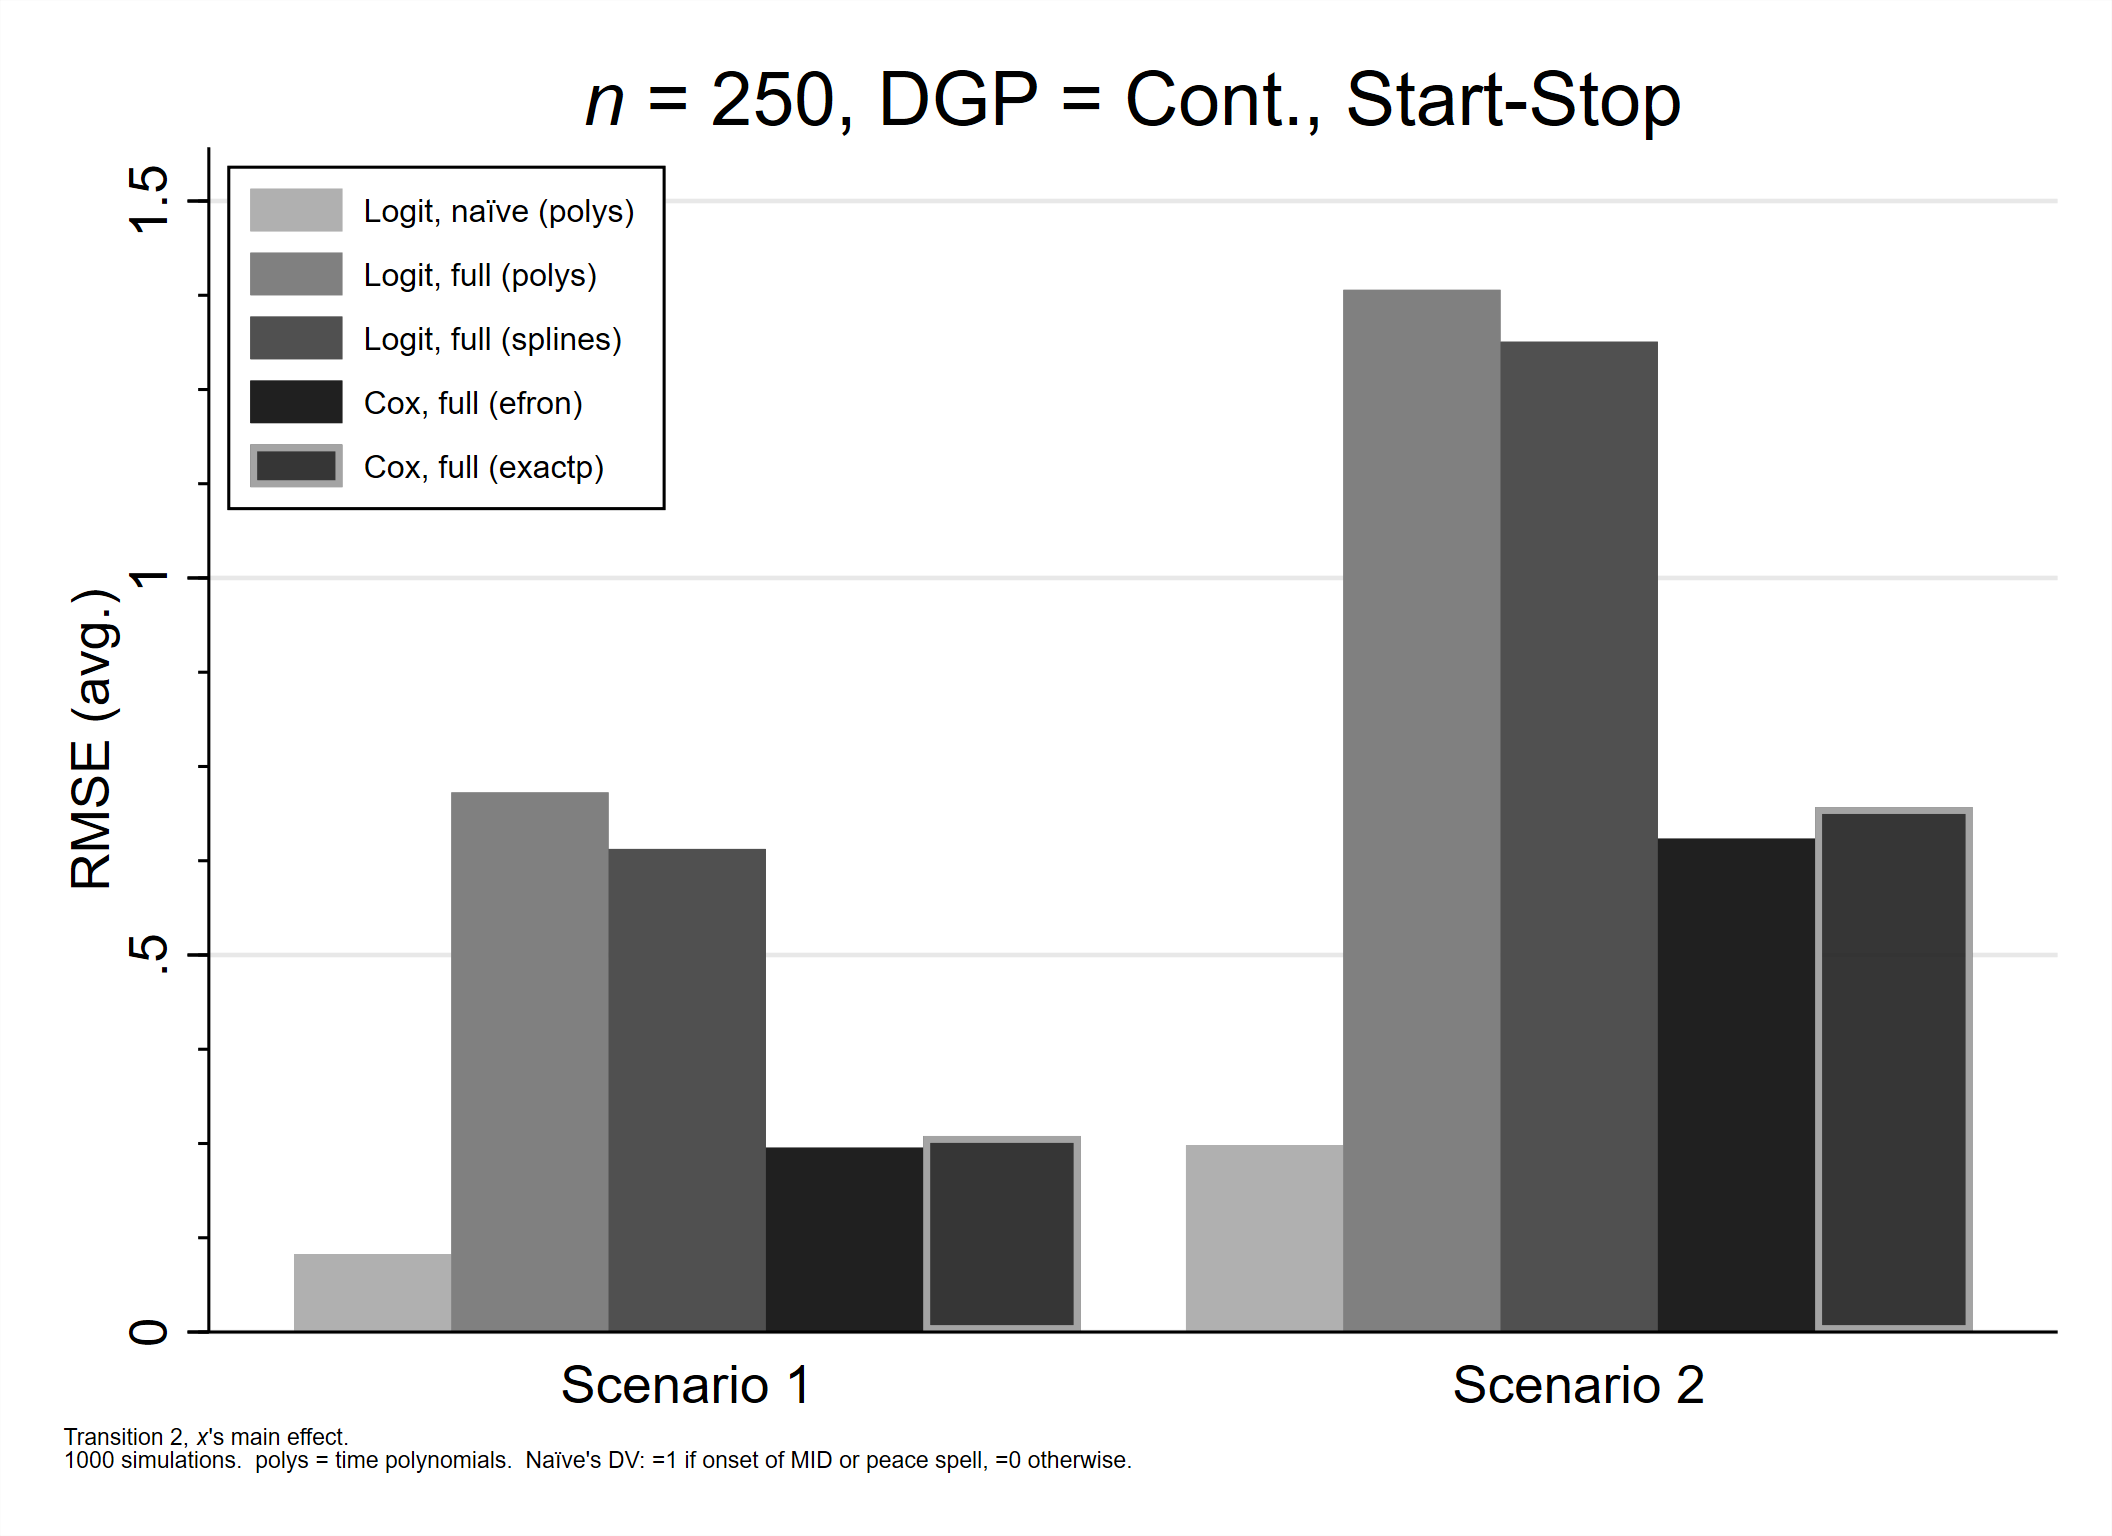 n = 250, DGP = Cont., Start-Stop
Logit, naïve (polys)
Logit, full (polys)
Logit, full (splines)
Cox, full (efron)
Cox, full (exactp)
RMSE (avg.)
1.5
1
.5
0
Scenario 1
Scenario 2
Transition 2, x's main effect.
1000 simulations.  polys = time polynomials.  Naïve's DV: =1 if onset of MID or peace spell, =0 otherwise.